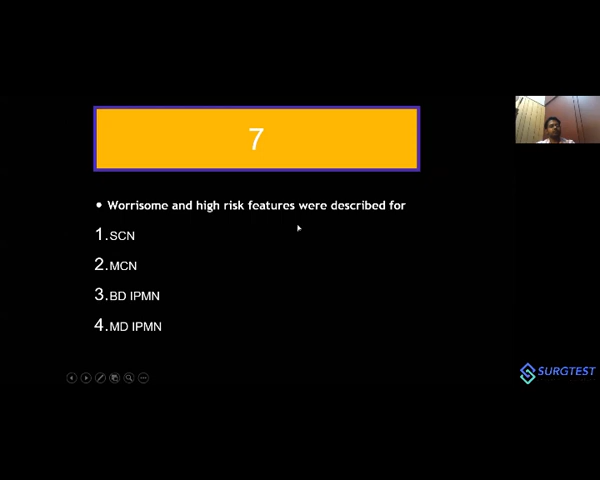 7
• Worrisome and high risk features were described for
1.SCN
2.MCN
3.BD IPMN
4.MD IPMN
SURGTEST